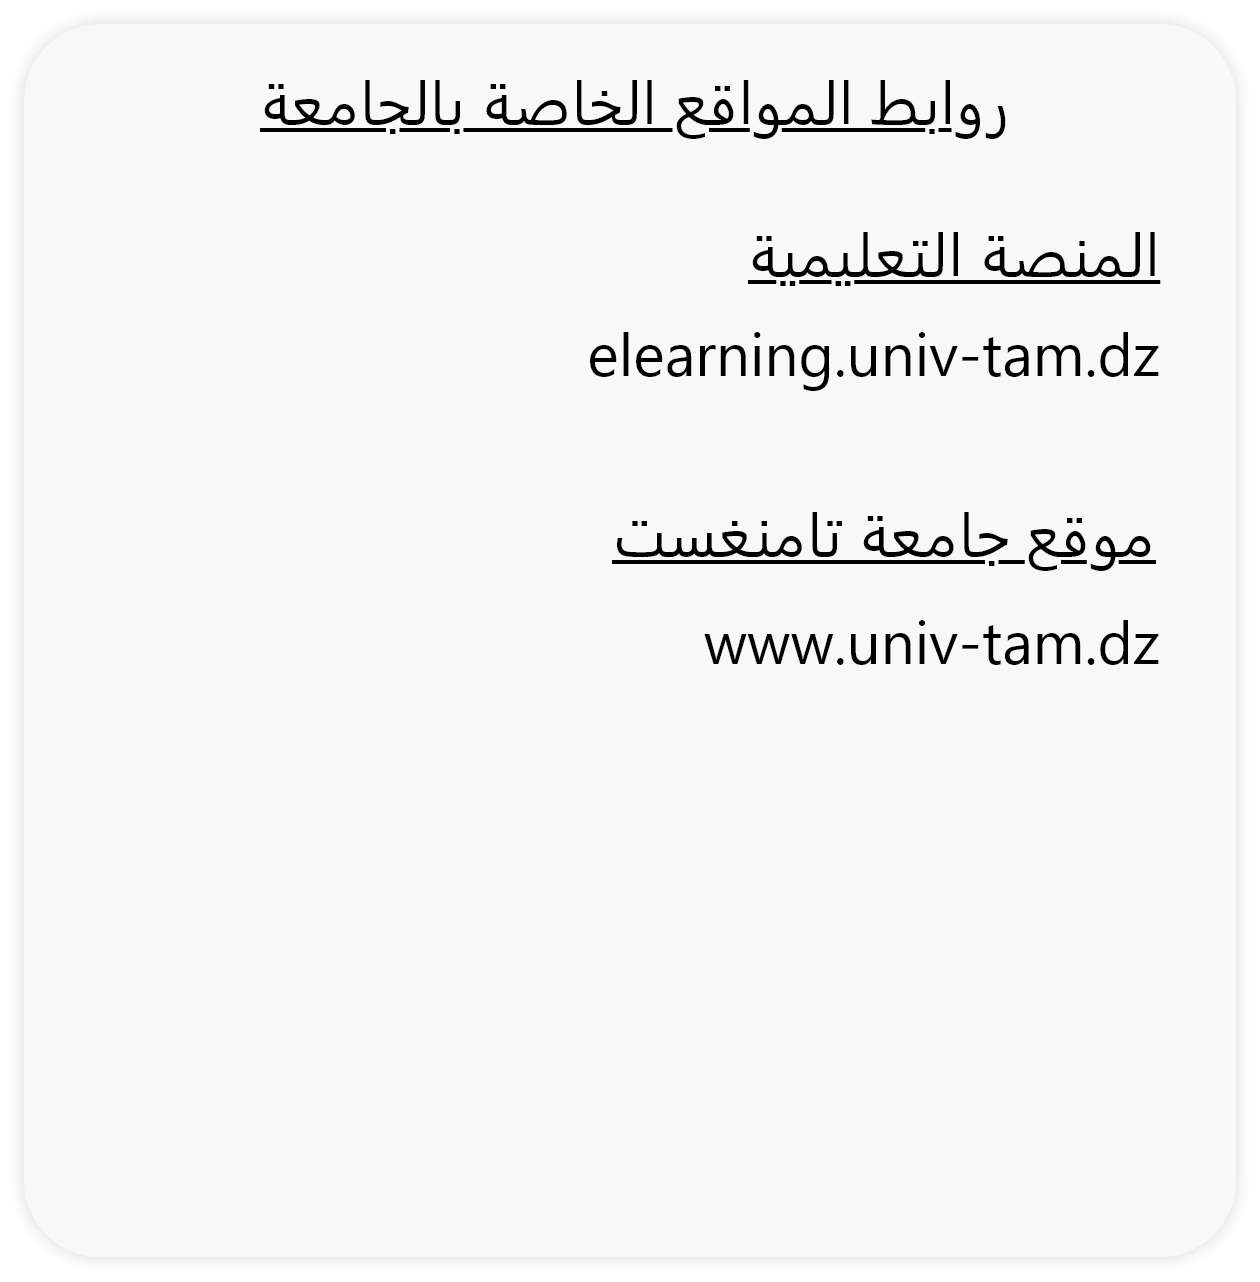 روابط المواقع الخاصة بالجامعة
المنصة التعليمية
elearning.univ-tam.dz
موقع جامعة تامنغست
www.univ-tam.dz